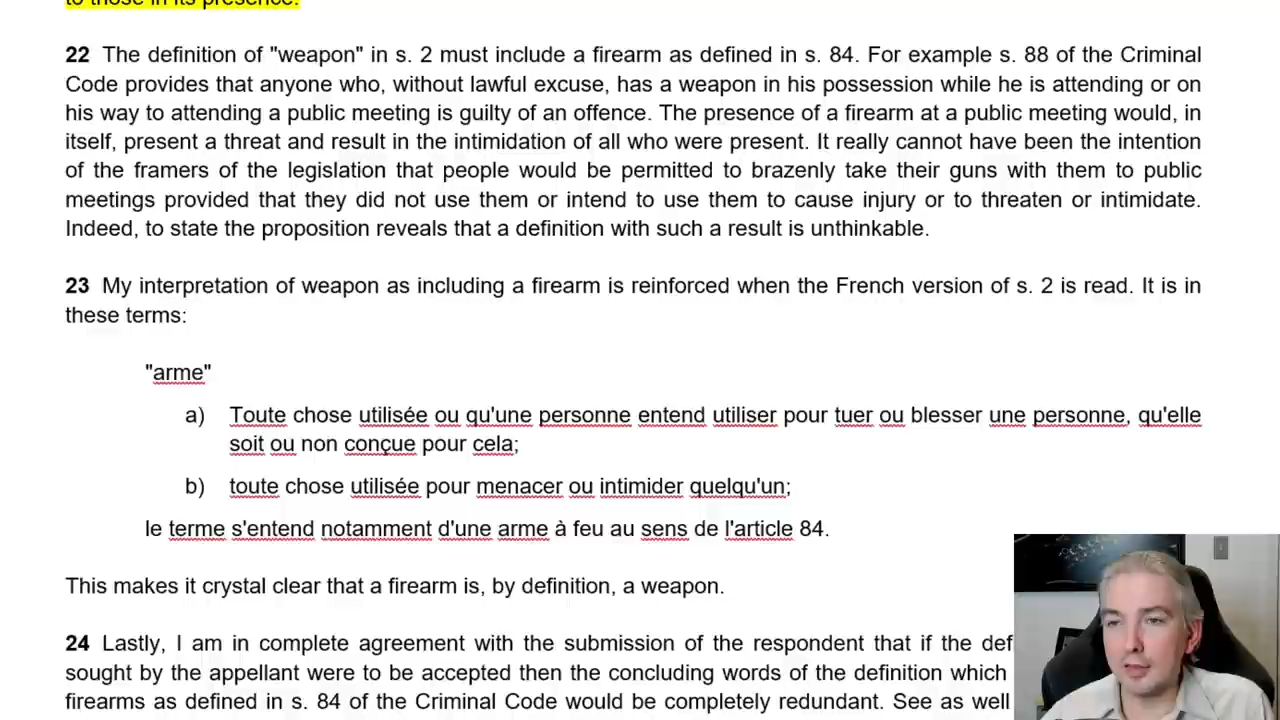 to those in its presence.
22 The definition of "weapon" in s. 2 must include a firearm as defined in s. 84. For example s. 88 of the Criminal
Code provides that anyone who, without lawful excuse, has a weapon in his possession while he is attending or on
his way to attending a public meeting is guilty of an offence. The presence of a firearm at a public meeting would, in
itself, present a threat and result in the intimidation of all who were present. It really cannot have been the intention
of the framers of the legislation that people would be permitted to brazenly take their guns with them to public
meetings provided that they did not use them or intend to use them to cause injury or to threaten or intimidate.
Indeed, to state the proposition reveals that a definition with such a result is unthinkable.
23 My interpretation of weapon as including a firearm is reinforced when the French version of s. 2 is read. It is in
these terms:
"arme"
a) Toute chose utilisée ou qu'une personne entend utiliser pour tuer ou blesser une personne, qu'elle
soit ou non conçue pour cela;
b) toute chose utilisée pour menacer ou intimider quelqu'un;
le terme s'entend notamment d'une arme à feu au sens de l'article 84.
This makes it crystal clear that a firearm is, by definition, a weapon.
24 Lastly, I am in complete agreement with the submission of the respondent that if the def
sought by the appellant were to be accepted then the concluding words of the definition which
firearms as defined in s. 84 of the Criminal Code would be completely redundant. See as well